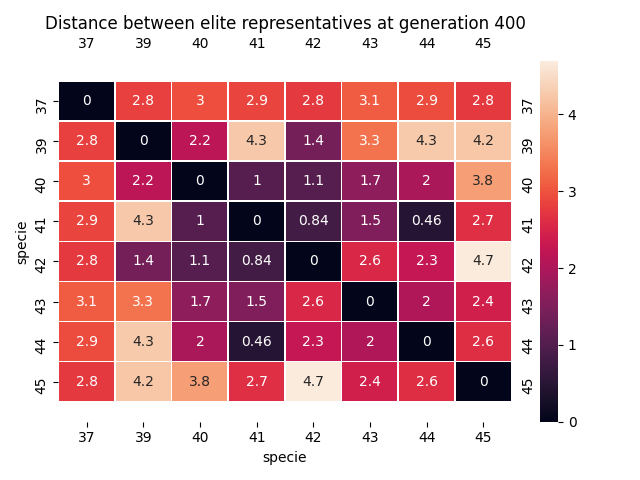 Distance between elite representatives at generation 400
37 39 40 41 42 43 44 45
37 0 2.8 3 2.9 2.8 3.1 2.9 2.8 37
39 2.8 0 2.2 4.3 1.4 3.3 4.3 4.2 39
40 3 2.2 0 1 1.1 1.7 2 3.8 40
41 2.9 4.3 1 0 0.84 1.5 0.46 2.7 41
42 2.8 1.4 1.1 0.84 0 2.6 2.3 4.7 42
43 3.1 3.3 1.7 1.5 2.6 0 2 2.4 43
44 2.9 4.3 2 0.46 2.3 2 0 2.6 44
45 2.8 4.2 3.8 2.7 4.7 2.4 2.6 0 45
37 39 40 41 42 43 44 45
specie
specie
4
3
2
1
0